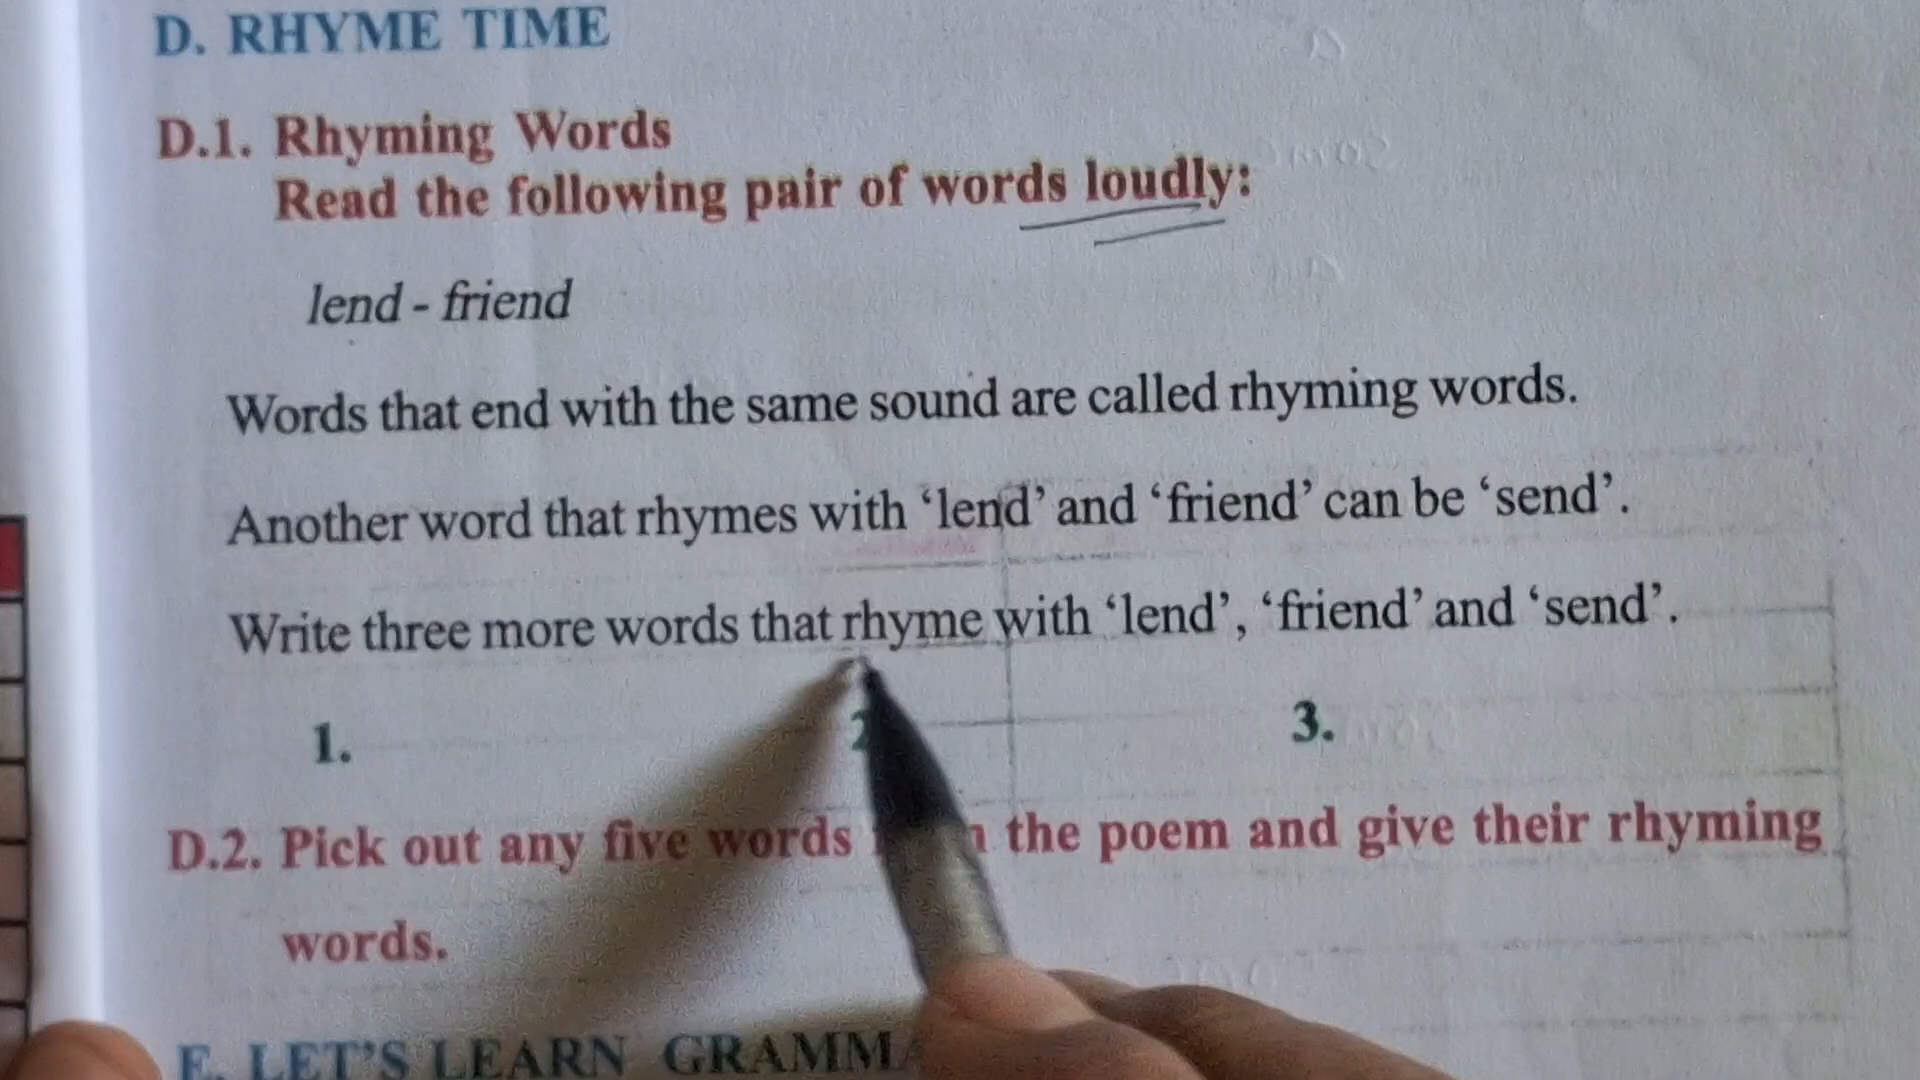 D. RHYME TIME
D.1. Rhyming Words
Read the following pair of words loudly:
lend - friend
Words that end with the same sound are called rhyming words.
Another word that rhymes with ‘lend’ and ‘friend’ can be ‘send’.
Write three more words that rhyme with ‘lend’, ‘friend’ and ‘send’.
1. 2 3.
D.2. Pick out any five words the poem and give their rhyming
words.
E. LET'S LEARN